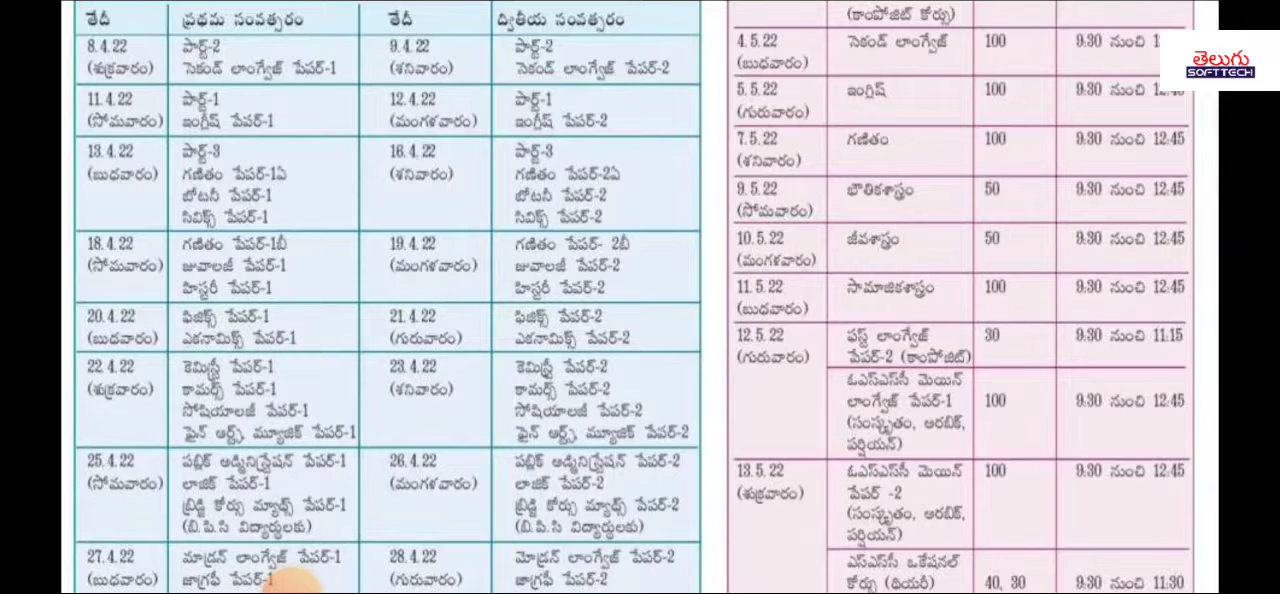 తేదీ ప్రథమ సంవత్సరం తేదీ ద్వితీయ సంవత్సరం
8.4.22 పార్ట్-2 9.4.22 పార్ట్-2
(శుక్రవారం) సెకండ్ లాంగ్వేజ్ పేపర్-1 (శనివారం) సెకండ్ లాంగ్వేజ్ పేపర్-2
11.4.22 పార్ట్-1 12.4.22 పార్ట్-1
(సోమవారం) ఇంగ్లీష్ పేపర్-1 (మంగళవారం) ఇంగ్లీష్ పేపర్-2
13.4.22 పార్ట్-3 16.4.22 పార్ట్-3
(బుధవారం) గణితం పేపర్-1ఏ (శనివారం) గణితం పేపర్-2ఏ
బోటనీ పేపర్-1 బోటనీ పేపర్-2
సివిక్స్ పేపర్-1 సివిక్స్ పేపర్-2
18.4.22 గణితం పేపర్-1బీ 19.4.22 గణితం పేపర్- 2బీ
(సోమవారం) జువాలజీ పేపర్-1 (మంగళవారం) జువాలజీ పేపర్-2
హిస్టరీ పేపర్-1 హిస్టరీ పేపర్-2
20.4.22 ఫిజిక్స్ పేపర్-1 21.4.22 ఫిజిక్స్ పేపర్-2
(బుధవారం) ఎకనామిక్స్ పేపర్-1 (గురువారం) ఎకనామిక్స్ పేపర్-2
22.4.22 కెమిస్ట్రీ పేపర్-1 23.4.22 కెమిస్ట్రీ పేపర్-2
(శుక్రవారం) కామర్స్ పేపర్-1 (శనివారం) కామర్స్ పేపర్-2
సోషియాలజీ పేపర్-1 సోషియాలజీ పేపర్-2
ఫైన్ ఆర్ట్స్, మ్యూజిక్ పేపర్-1 ఫైన్ ఆర్ట్స్, మ్యూజిక్ పేపర్-2
25.4.22 పబ్లిక్ అడ్మినిస్ట్రేషన్ పేపర్-1 26.4.22 పబ్లిక్ అడ్మినిస్ట్రేషన్ పేపర్-2
(సోమవారం) లాజిక్ పేపర్-1 (మంగళవారం) లాజిక్ పేపర్-2
బ్రిడ్జి కోర్సు మ్యాథ్స్ పేపర్-1 బ్రిడ్జి కోర్సు మ్యాథ్స్ పేపర్-2
(బి.పి.సి విద్యార్థులకు) (బి.పి.సి విద్యార్థులకు)
27.4.22 మోడ్రన్ లాంగ్వేజ్ పేపర్-1 28.4.22 మోడ్రన్ లాంగ్వేజ్ పేపర్-2
(బుధవారం) జాగ్రఫీ పేపర్-1 (గురువారం) జాగ్రఫీ పేపర్-2
(కాంపోజిట్ కోర్సు)
4.5.22 సెకండ్ లాంగ్వేజ్ 100 9.30 నుంచి
(బుధవారం)
5.5.22 ఇంగ్లిష్ 100 9.30 నుంచి 12:45
(గురువారం)
7.5.22 గణితం 100 9.30 నుంచి 12:45
(శనివారం)
9.5.22 భౌతికశాస్త్రం 50 9.30 నుంచి 12:45
(సోమవారం)
10.5.22 జీవశాస్త్రం 50 9.30 నుంచి 12:45
(మంగళవారం)
11.5.22 సామాజికశాస్త్రం 100 9.30 నుంచి 12:45
(బుధవారం)
12.5.22 ఫస్ట్ లాంగ్వేజ్ 30 9.30 నుంచి 11:15
(గురువారం) పేపర్-2 (కాంపోజిట్)
ఓఎస్ఎస్‌సీ మెయిన్
లాంగ్వేజ్ పేపర్-1 100 9.30 నుంచి 12:45
(సంస్కృతం, అరబిక్,
పర్షియన్)
13.5.22 ఓఎస్ఎస్‌సీ మెయిన్ 100 9.30 నుంచి 12:45
(శుక్రవారం) పేపర్ -2
(సంస్కృతం, అరబిక్,
పర్షియన్)
ఎస్ఎస్‌సీ ఒకేషనల్
కోర్సు (థియరీ) 40, 30 9.30 నుంచి 11:30
తెలుగు
SOFTTECH